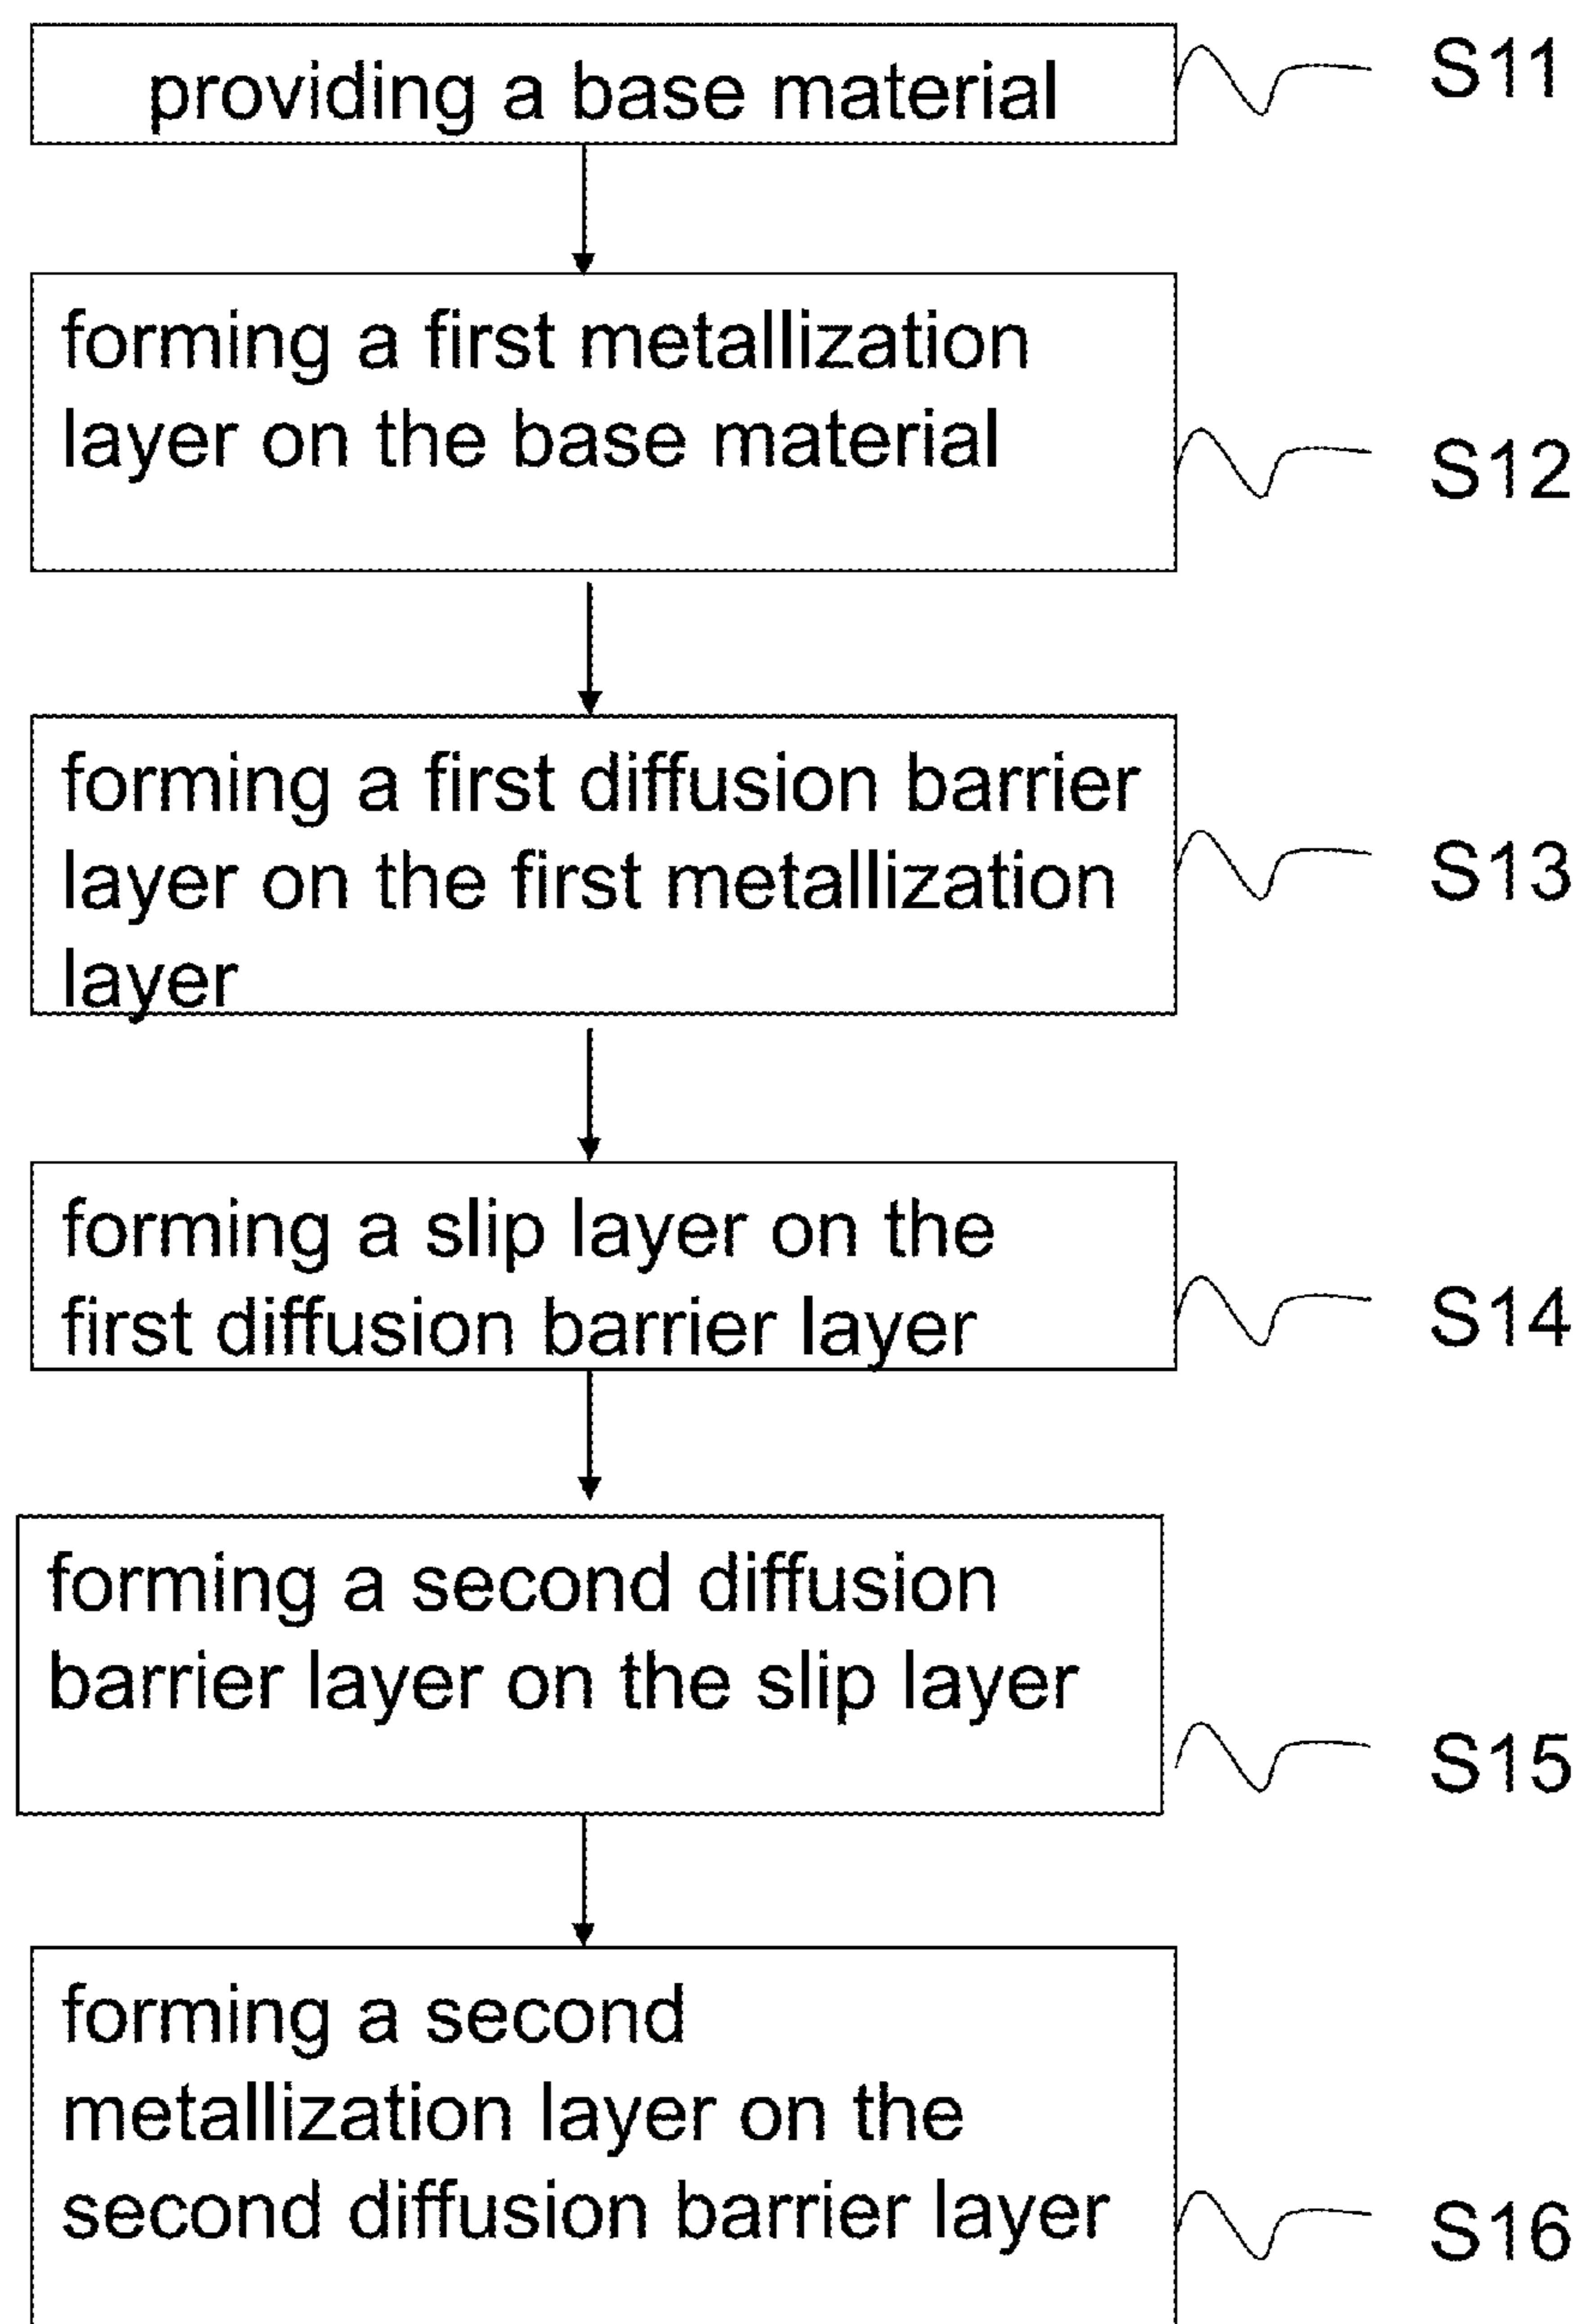 providing a base material
S11
forming a first metallization
layer on the base material
S12
forming a first diffusion barrier
layer on the first metallization
layer
S13
forming a slip layer on the
first diffusion barrier layer
S14
forming a second diffusion
barrier layer on the slip layer
S15
forming a second
metallization layer on the
second diffusion barrier layer
S16